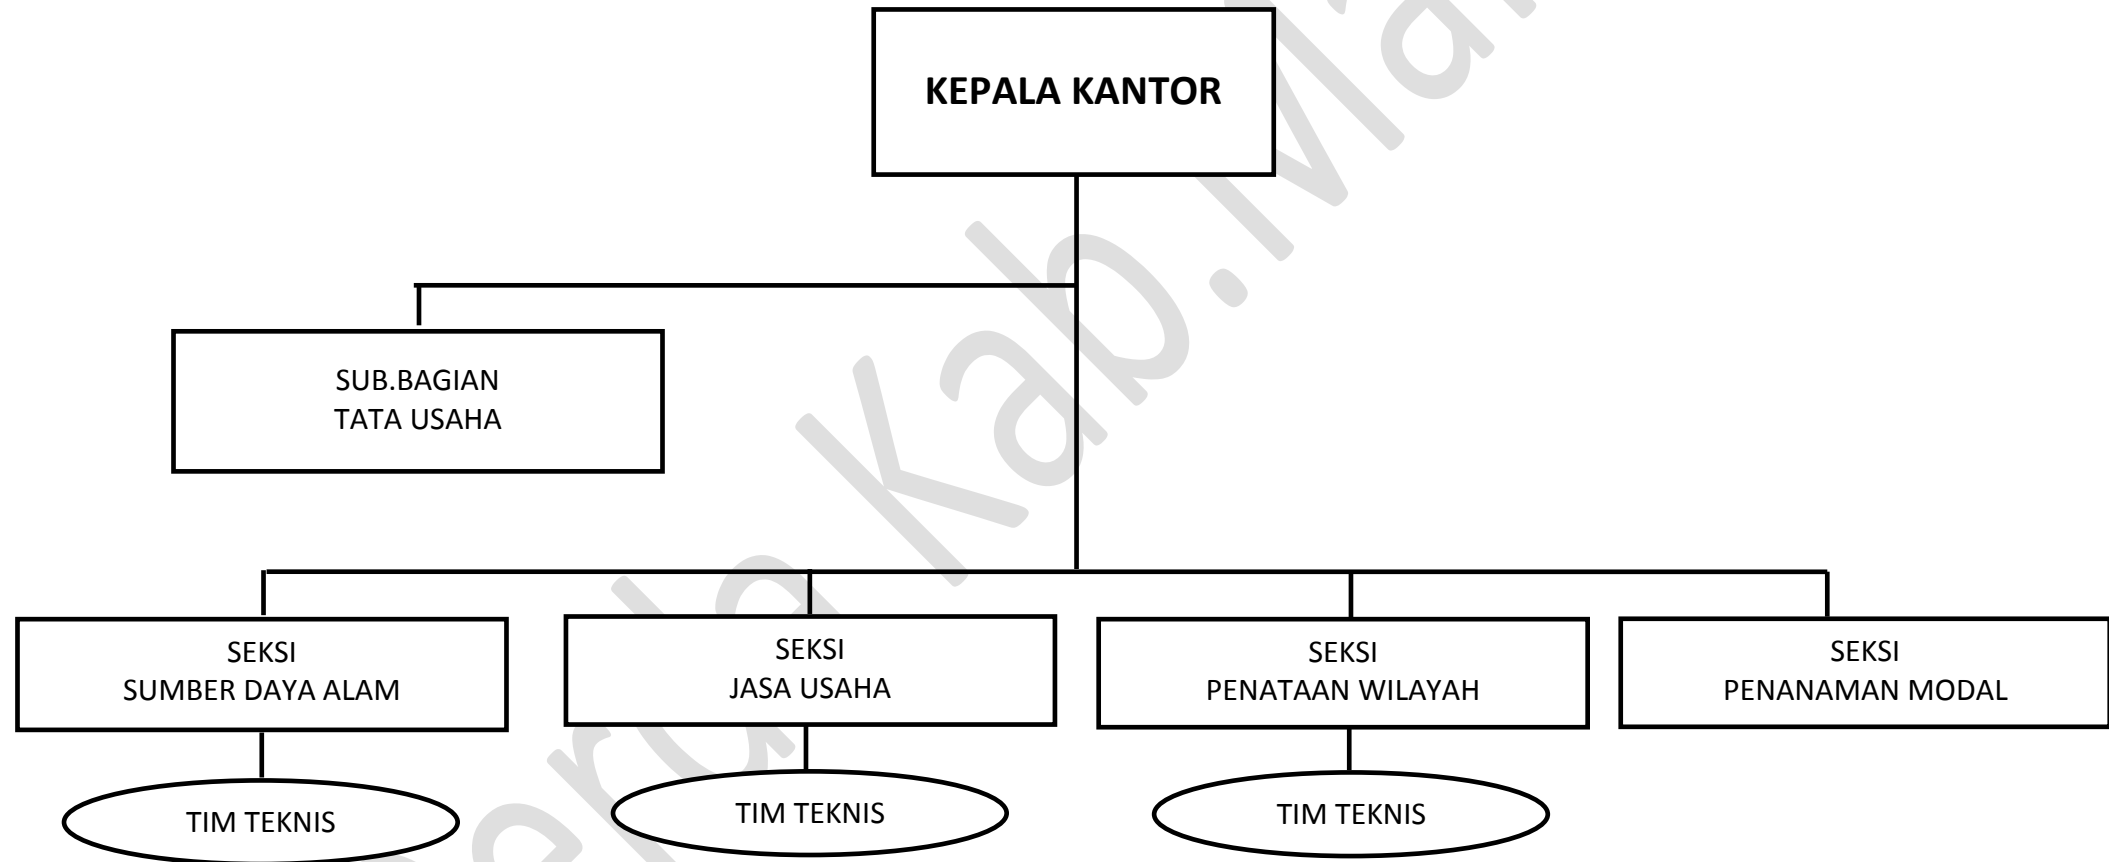 KEPALA KANTOR
SUB.BAGIAN
TATA USAHA
SEKSI
SUMBER DAYA ALAM
SEKSI
JASA USAHA
SEKSI
PENATAAN WILAYAH
SEKSI
PENANAMAN MODAL
TIM TEKNIS
TIM TEKNIS
TIM TEKNIS
Kab.